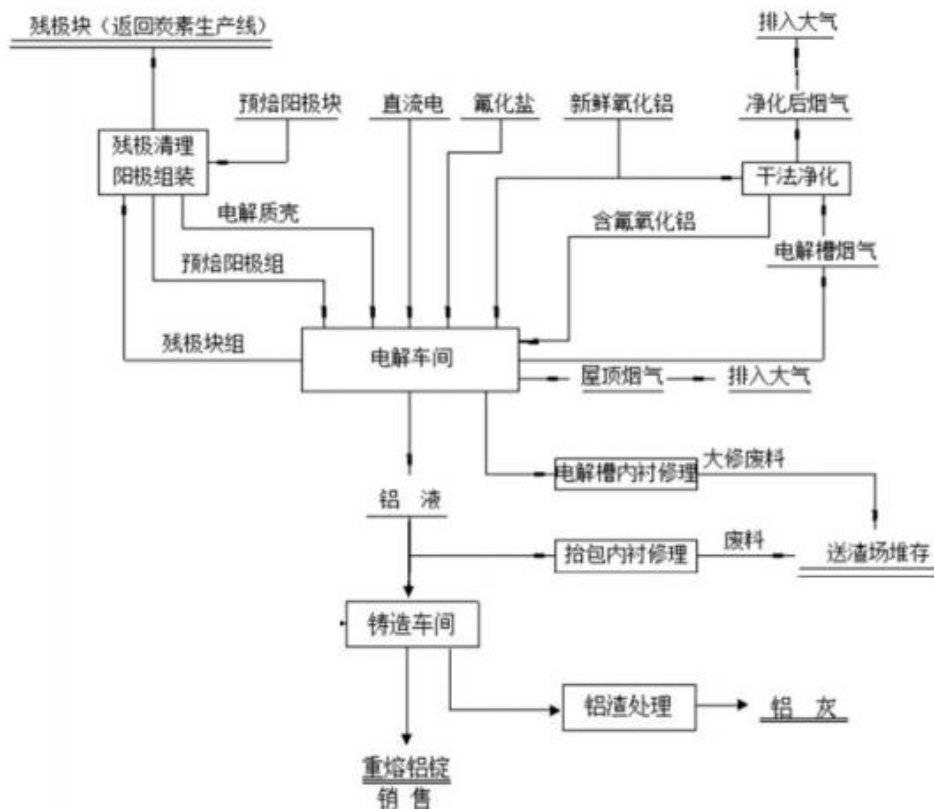 残极块（返回炭素生产线）
排入大气
预焙阳极块
直流电
氟化盐
新鲜氧化铝
净化后烟气
残极清理
阳极组装
干法净化
电解质壳
含氟氧化铝
电解槽烟气
预焙阳极组
残极块组
电解车间
屋顶烟气
排入大气
电解槽内衬修理
大修废料
铝 液
抬包内衬修理
废料
送渣场堆存
铸造车间
铝渣处理
铝 灰
重熔铝锭
销 售